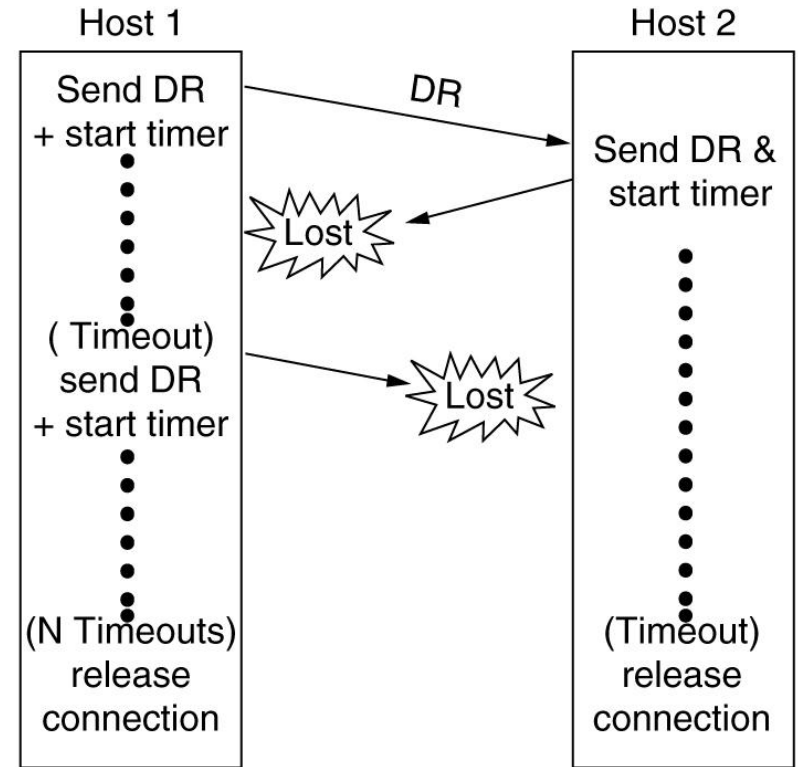 Host 1
Host 2
Send DR
+ start timer
DR
Send DR &
start timer
Lost
( Timeout)
send DR
+ start timer
Lost
(N Timeouts)
release
connection
(Timeout)
release
connection